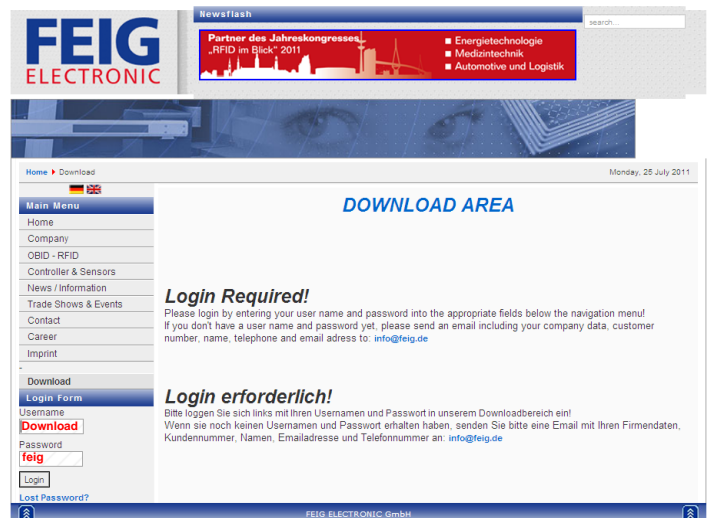 FEIG
ELECTRONIC
Newsflash
search...
Partner des Jahreskongresses
„RFID im Blick" 2011
■ Energietechnologie
■ Medizintechnik
■ Automotive und Logistik
Home Download
Monday, 25 July 2011
Main Menu
Home
Company
OBID - RFID
Controller & Sensors
News / Information
Trade Shows & Events
Contact
Career
Imprint
-
Download
Login Form
Username
Download
Password
feig
Login
Lost Password?
DOWNLOAD AREA
Login Required!
Please login by entering your user name and password into the appropriate fields below the navigation menu!
If you don't have a user name and password yet, please send an email including your company data, customer
number, name, telephone and email adress to: info@feig.de
Login erforderlich!
Bitte loggen Sie sich links mit Ihren Usernamen und Passwort in unserem Downloadbereich ein!
Wenn sie noch keinen Usernamen und Passwort erhalten haben, senden Sie bitte eine Email mit Ihren Firmendaten,
Kundennummer, Namen, Emailadresse und Telefonnummer an: info@feig.de
FEIG ELECTRONIC GmbH